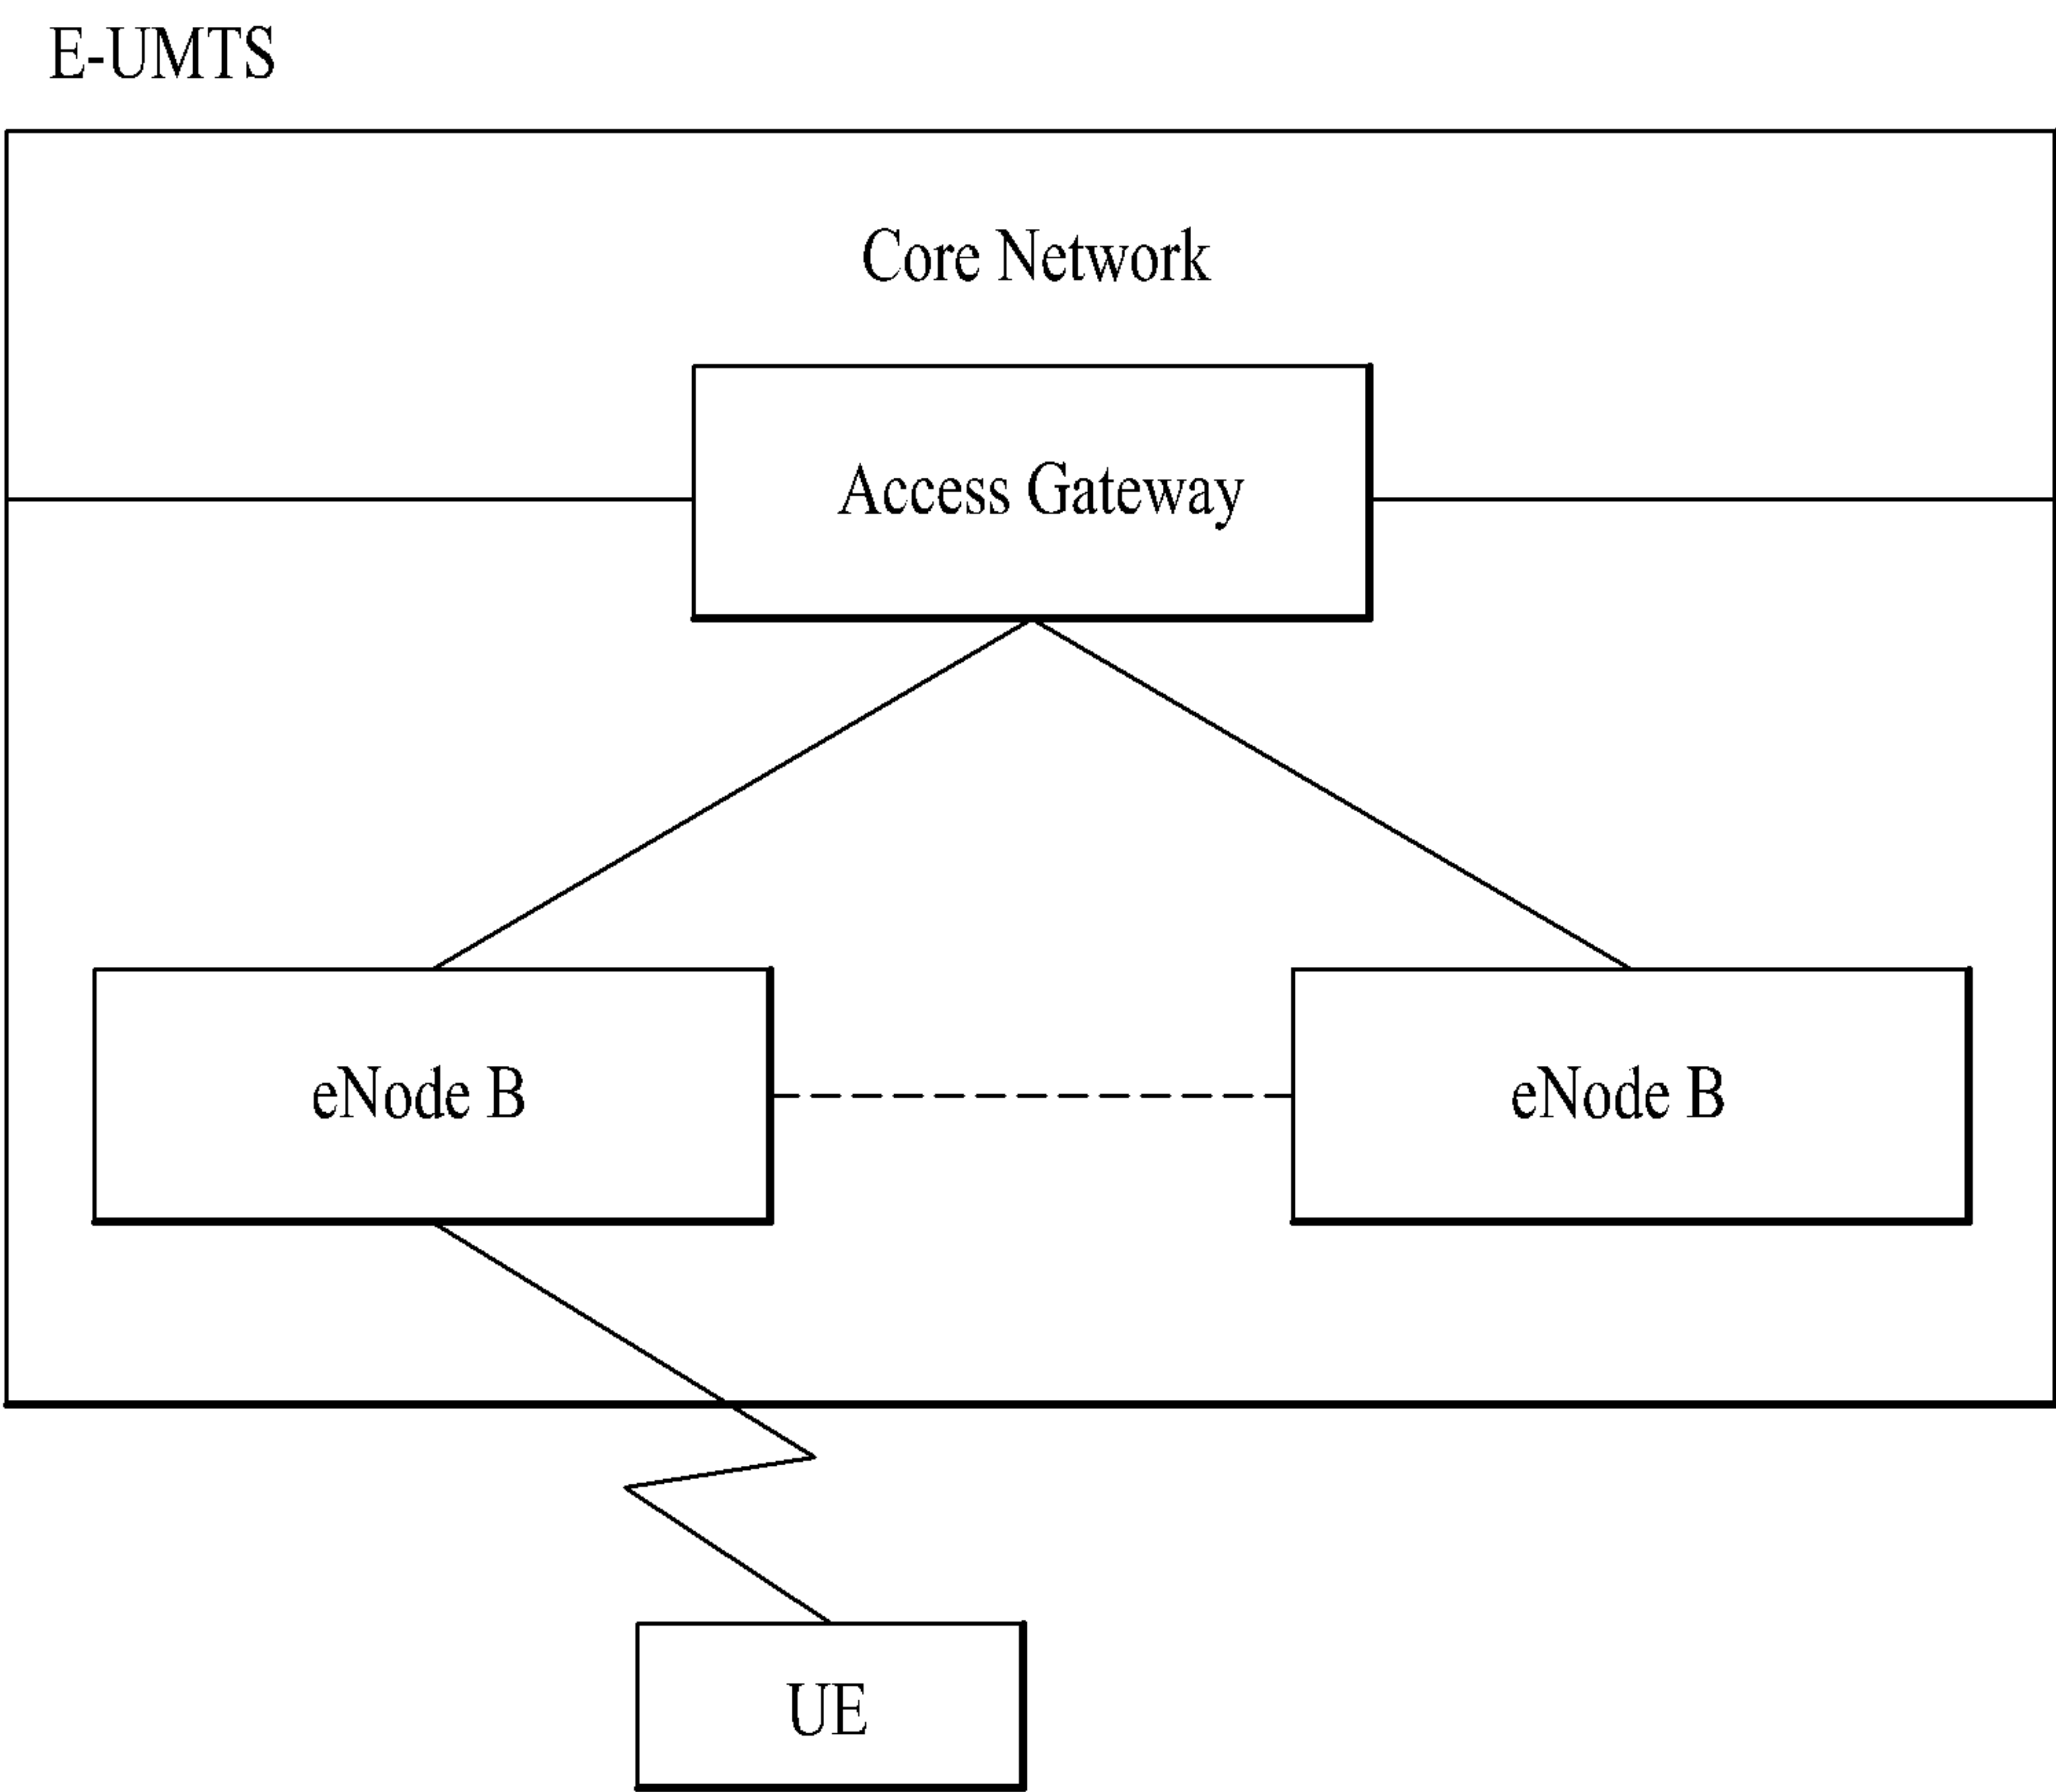 E-UMTS
Core Network
Access Gateway
eNode B
eNode B
UE